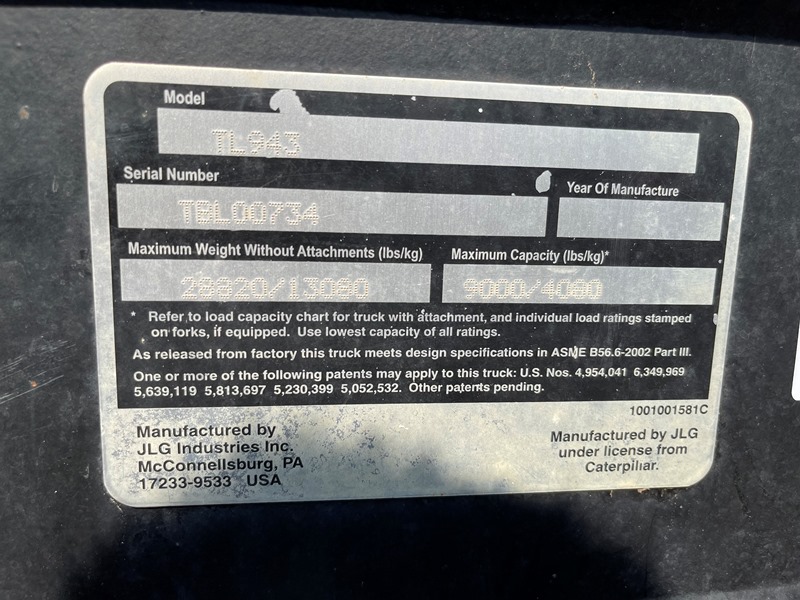 Model
TL943
Serial Number
Year Of Manufacture
TBL00734
Maximum Weight Without Attachments (lbs/kg)
Maximum Capacity (lbs/kg)*
28820/13080
9000/4080
* Refer to load capacity chart for truck with attachment, and individual load ratings stamped
on forks, if equipped. Use lowest capacity of all ratings.
As released from factory this truck meets design specifications in ASME B56.6-2002 Part III.
One or more of the following patents may apply to this truck: U.S. Nos. 4,954,041 6,349,969
5,639,119 5,813,697 5,230,399 5,052,532. Other patents pending.
1001001581C
Manufactured by
JLG Industries Inc.
McConnellsburg, PA
17233-9533 USA
Manufactured by JLG
under license from
Caterpillar.